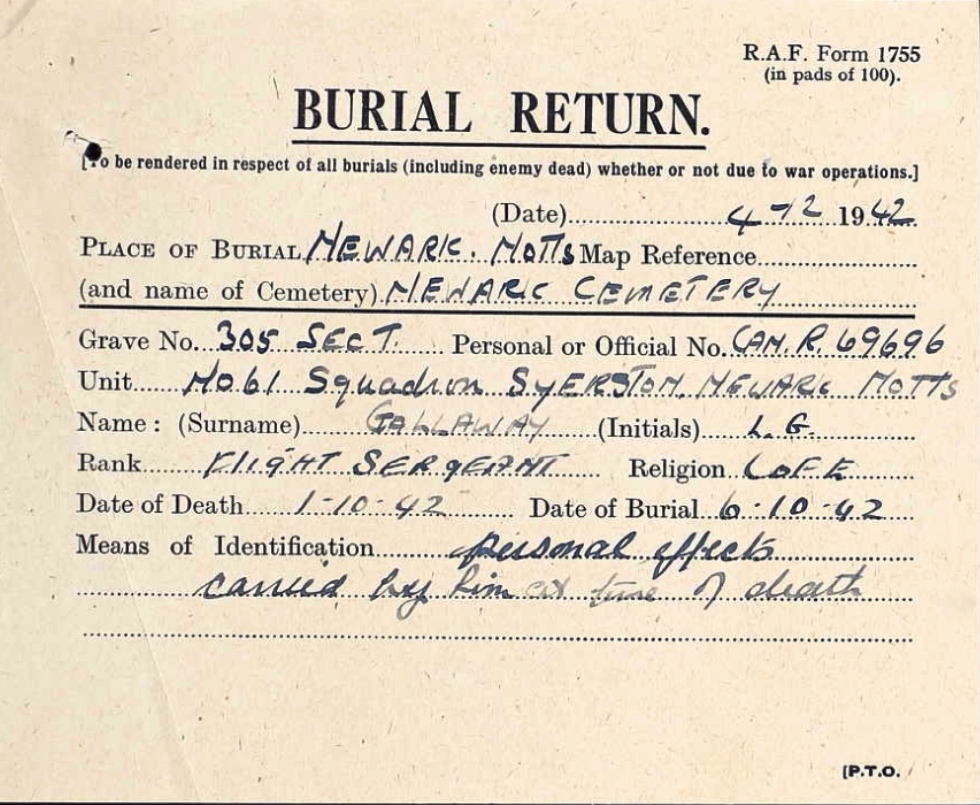 R.A.F. Form 1755
(in pads of 100).
BURIAL RETURN.
[To be rendered in respect of all burials (including enemy dead) whether or not due to war operations.]
(Date) 4-12 1942
PLACE OF BURIAL NEWARK. NOTTS Map Reference
(and name of Cemetery) NEWARK CEMETERY
Grave No. 305 SECT. Personal or Official No. CAN. R. 69696
Unit No 61 Squadron SYERSTON. NEWARK NOTTS
Name: (Surname) GALLAWAY (Initials) L. G.
Rank FLIGHT SERGEANT Religion C of E
Date of Death 1-10-42 Date of Burial 6-10-42
Means of Identification personal effects
carried by him at time of death
[P.T.O.